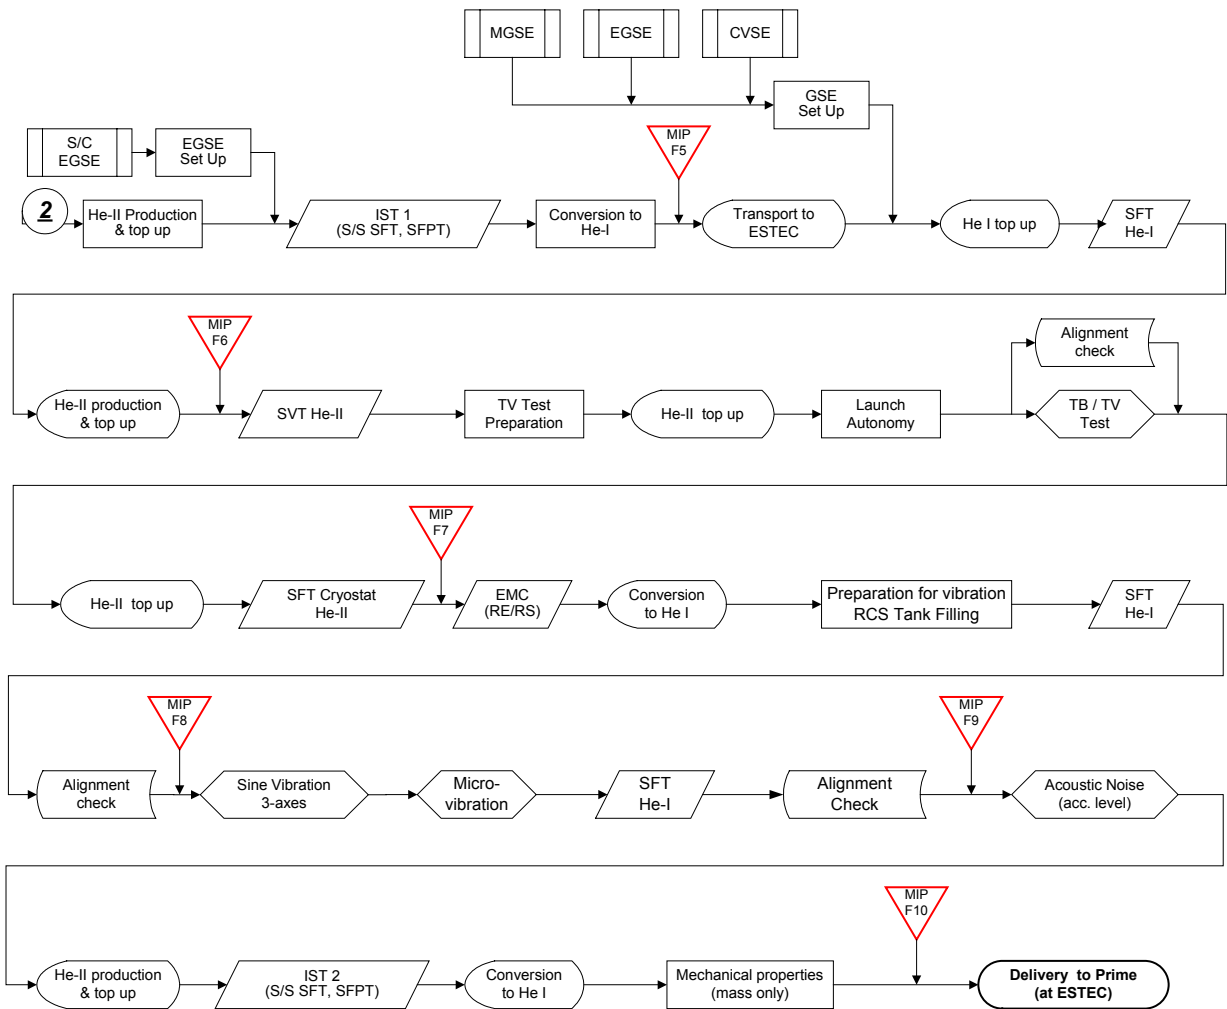 MGSE
EGSE
CVSE
GSE
Set Up
MIP
F5
S/C
EGSE
EGSE
Set Up
2
He-II Production
& top up
IST 1
(S/S SFT, SFPT)
Conversion to
He-I
Transport to
ESTEC
He I top up
SFT
He-I
MIP
F6
Alignment
check
He-II production
& top up
SVT He-II
TV Test
Preparation
He-II top up
Launch
Autonomy
TB / TV
Test
MIP
F7
He-II top up
SFT Cryostat
He-II
EMC
(RE/RS)
Conversion
to He I
Preparation for vibration
RCS Tank Filling
SFT
He-I
MIP
F8
MIP
F9
Alignment
check
Sine Vibration
3-axes
Micro-
vibration
SFT
He-I
Alignment
Check
Acoustic Noise
(acc. level)
MIP
F10
He-II production
& top up
IST 2
(S/S SFT, SFPT)
Conversion
to He I
Mechanical properties
(mass only)
Delivery to Prime
(at ESTEC)